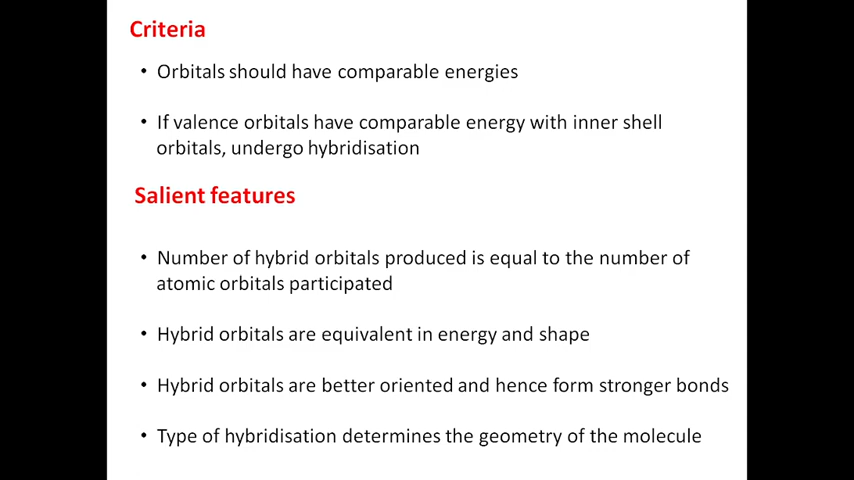 Criteria
• Orbitals should have comparable energies
• If valence orbitals have comparable energy with inner shell
orbitals, undergo hybridisation
Salient features
• Number of hybrid orbitals produced is equal to the number of
atomic orbitals participated
• Hybrid orbitals are equivalent in energy and shape
• Hybrid orbitals are better oriented and hence form stronger bonds
• Type of hybridisation determines the geometry of the molecule